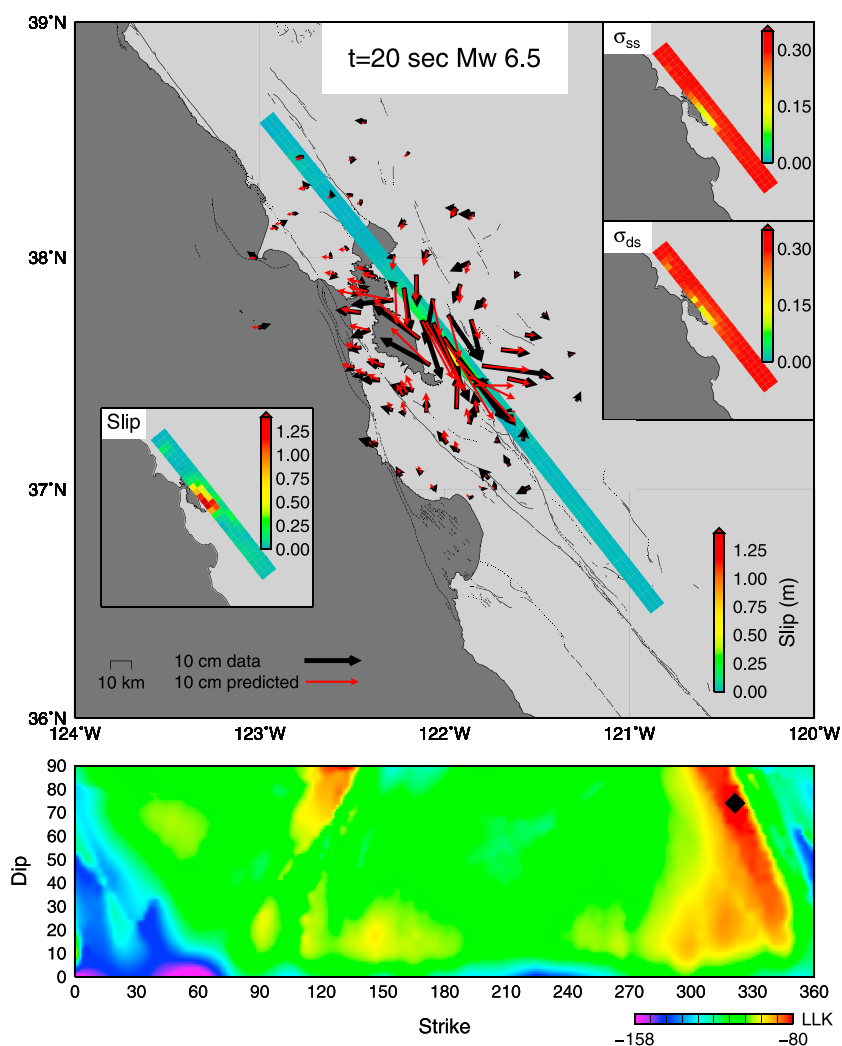 39°N
38°N
37°N
36°N
124°W
123°W
122°W
121°W
120°W
t=20 sec Mw 6.5
σss
0.30
0.15
0.00
σds
0.30
0.15
0.00
Slip
1.25
1.00
0.75
0.50
0.25
0.00
10 km
10 cm data
10 cm predicted
1.25
1.00
0.75
0.50
0.25
0.00
Slip (m)
90
80
70
60
50
40
30
20
10
0
Dip
0
30
60
90
120
150
180
210
240
270
300
330
360
Strike
LLK
−158
−80